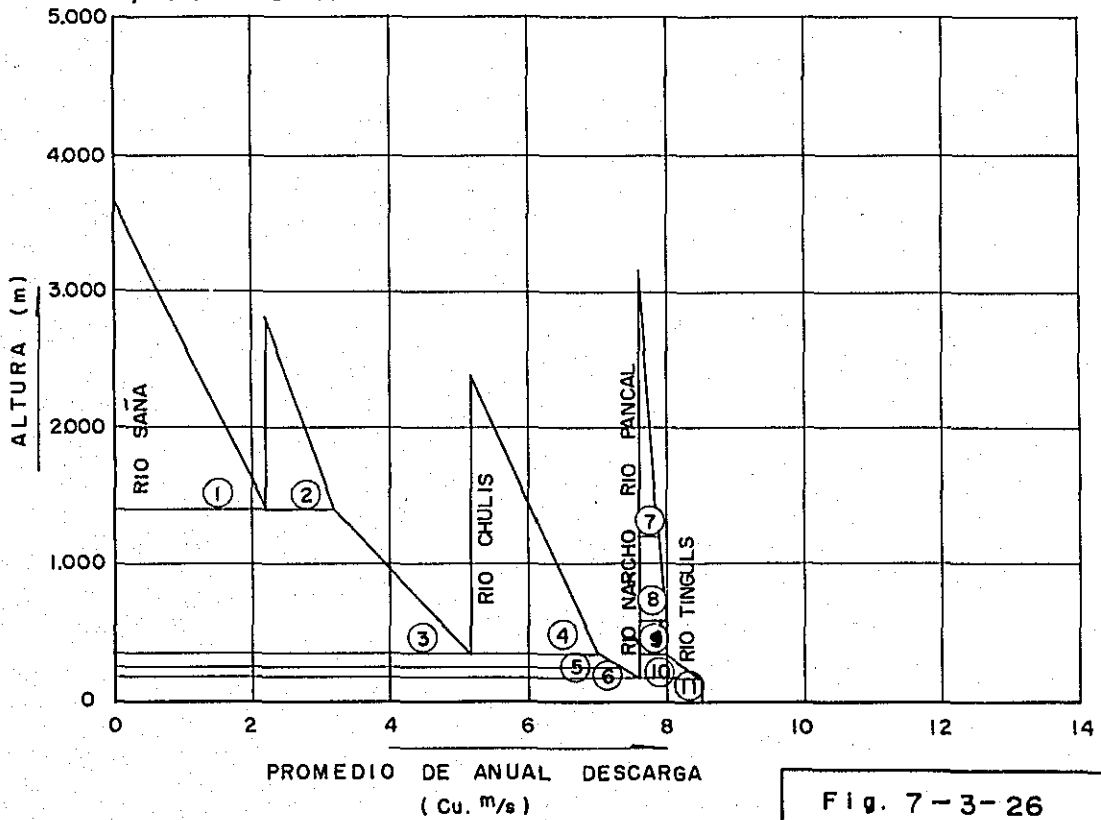 5.000
4.000
3.000
2.000
1.000
0
ALTURA (m)
RIO SAÑA
RIO CHULIS
RIO NARCHO
RIO PANCAL
RIO TINGULS
1
2
3
4
5
6
7
8
9
10
11
0 2 4 6 8 10 12 14
PROMEDIO DE ANUAL DESCARGA
(Cu. m/s)
Fig. 7-3-26